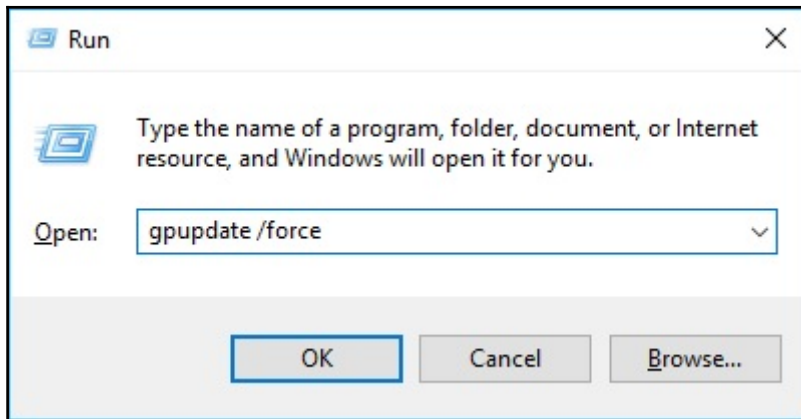 Run
Type the name of a program, folder, document, or Internet
resource, and Windows will open it for you.
Open: gpupdate /force
OK Cancel Browse...